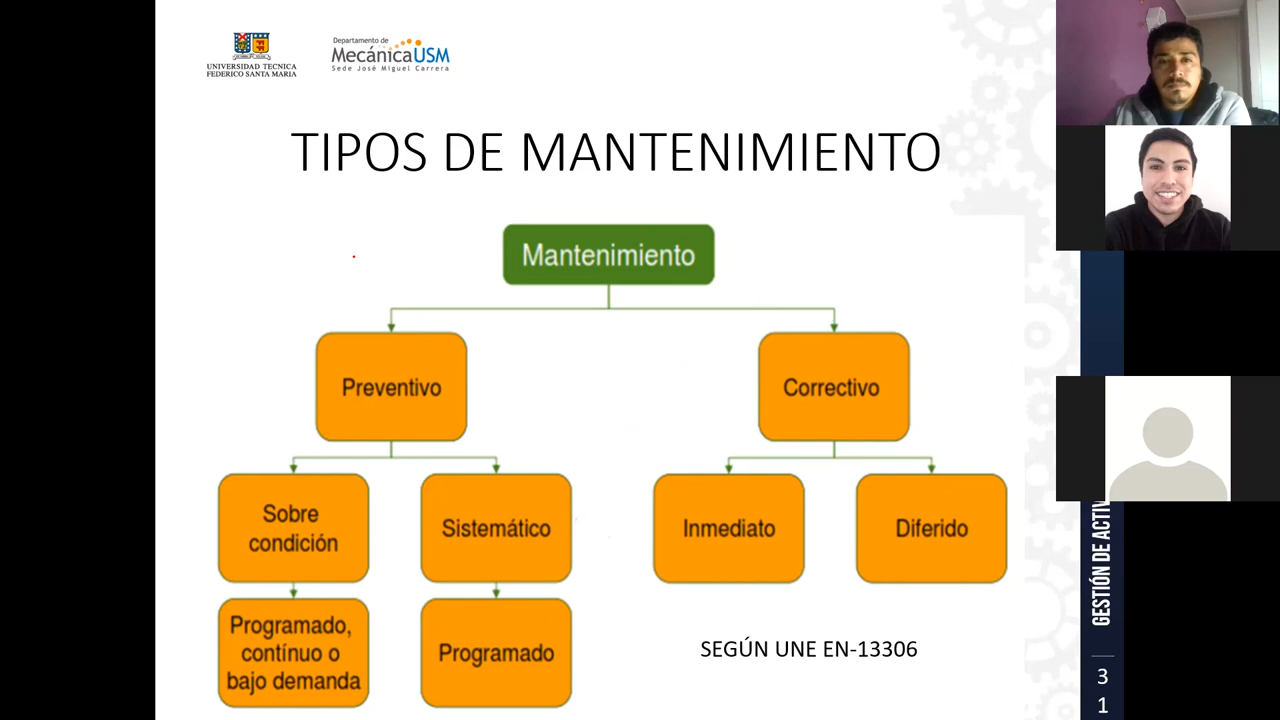 UNIVERSIDAD TECNICA
FEDERICO SANTA MARIA
Departamento de
MecánicaUSM
Sede José Miguel Carrera
TIPOS DE MANTENIMIENTO
Mantenimiento
Preventivo
Correctivo
Sobre
condición
Sistemático
Inmediato
Diferido
Programado,
contínuo o
bajo demanda
Programado
SEGÚN UNE EN-13306
GESTIÓN DE
3
1